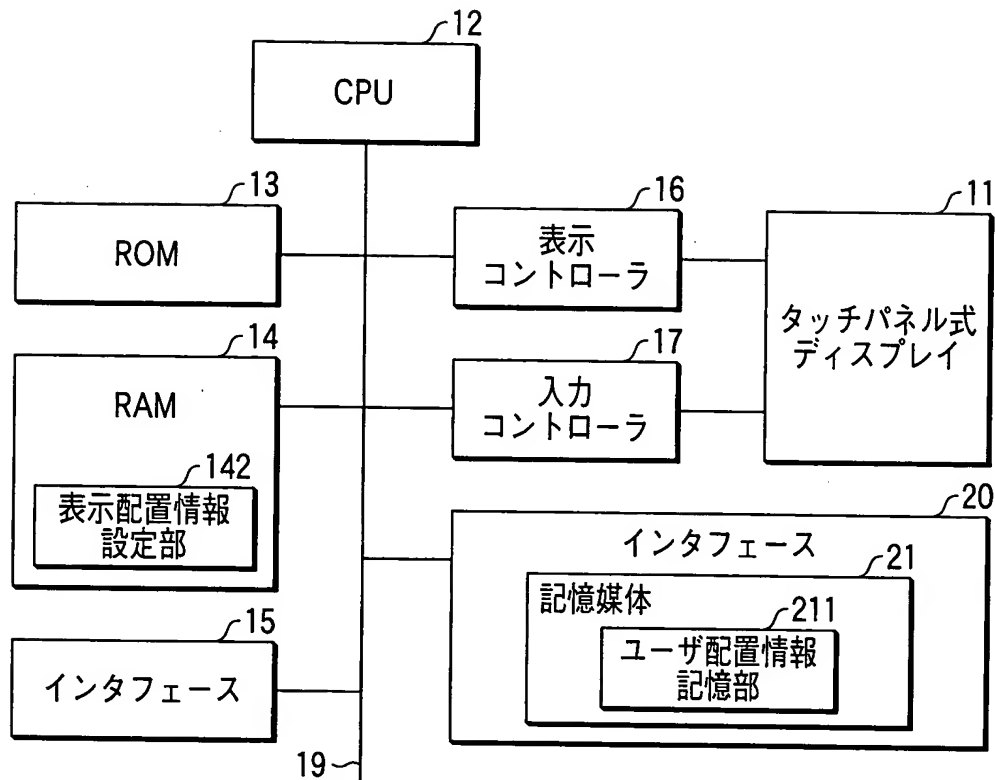 12
CPU
13
ROM
16
表示
コントローラ
11
タッチパネル式
ディスプレイ
14
RAM
142
表示配置情報
設定部
17
入力
コントローラ
20
インタフェース
21
記憶媒体
211
ユーザ配置情報
記憶部
15
インタフェース
19